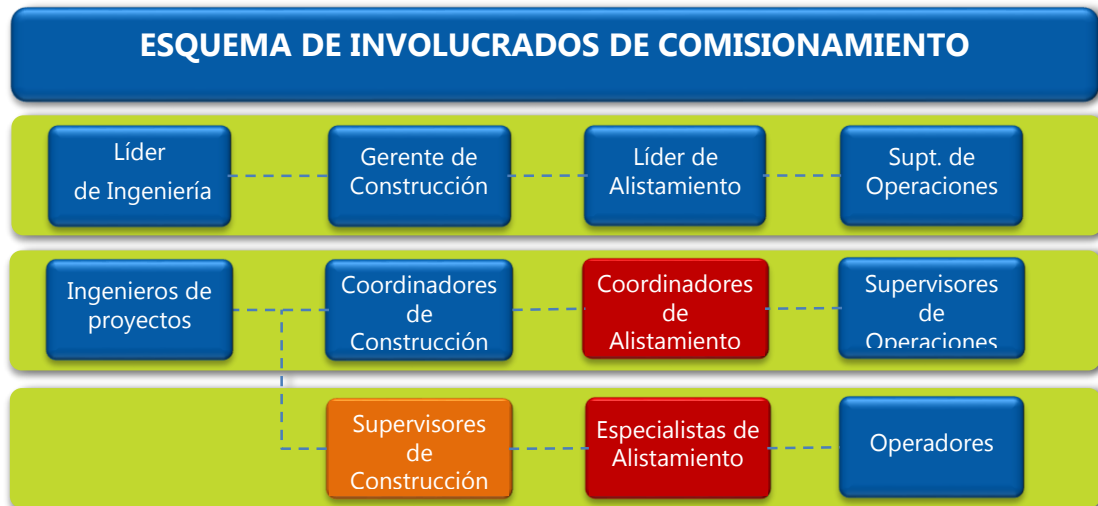 ESQUEMA DE INVOLUCRADOS DE COMISIONAMIENTO
Líder
de Ingeniería
Gerente de
Construcción
Líder de
Alistamiento
Supt. de
Operaciones
Ingenieros de
proyectos
Coordinadores
de
Construcción
Coordinadores
de
Alistamiento
Supervisores
de
Operaciones
Supervisores
de
Construcción
Especialistas de
Alistamiento
Operadores